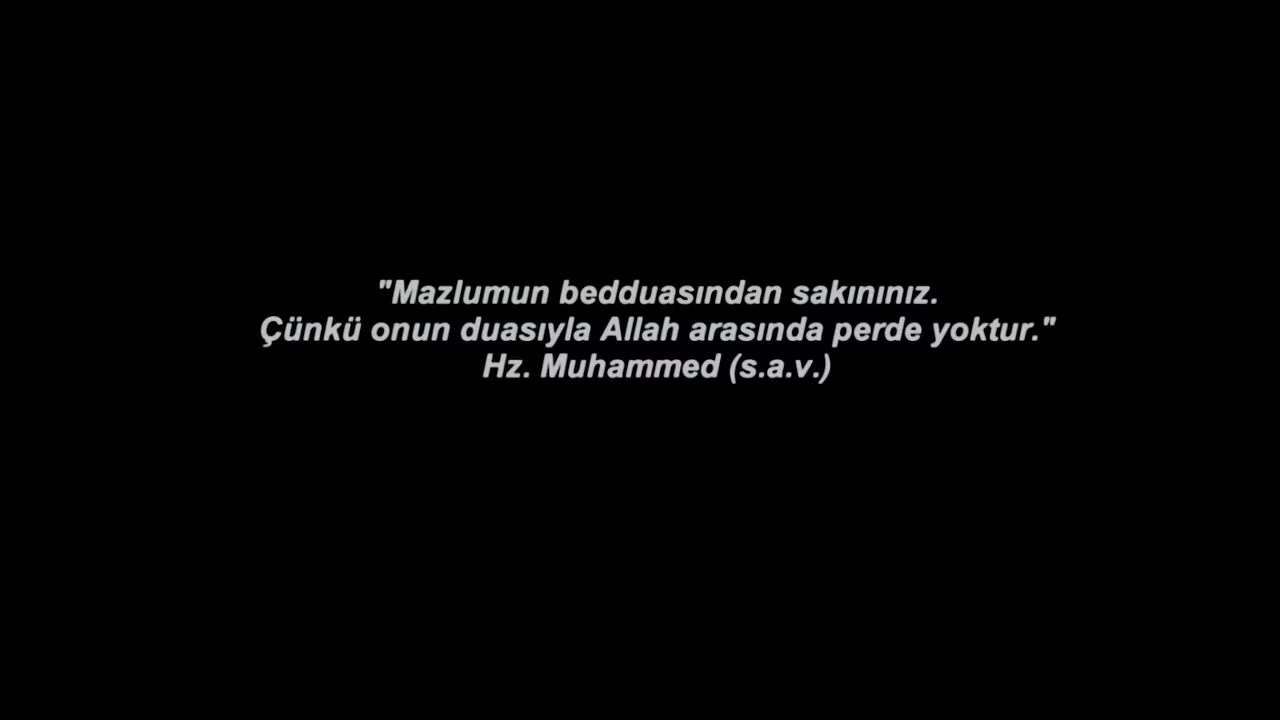 "Mazlumun bedduasından sakınınız.
Çünkü onun duasıyla Allah arasında perde yoktur."
Hz. Muhammed (s.a.v.)